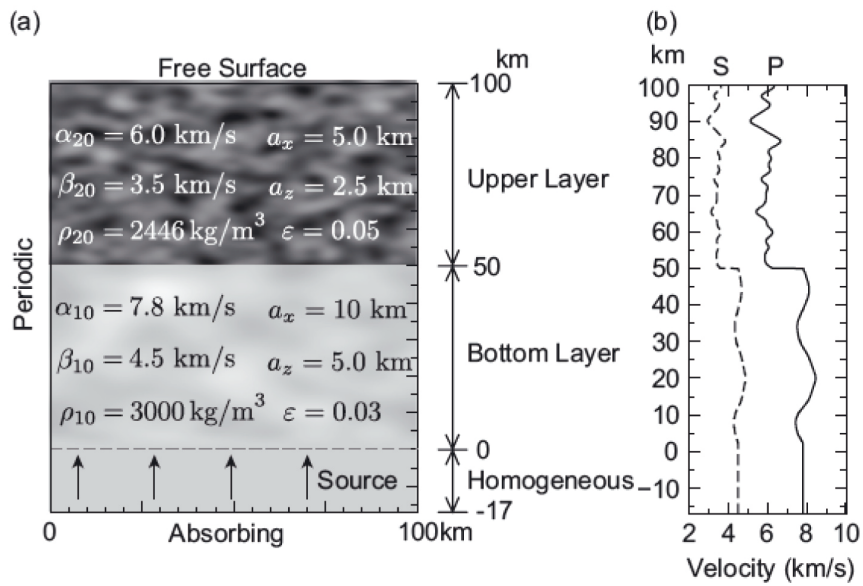 (a)
Free Surface
α₂₀ = 6.0 km/s aₓ = 5.0 km
β₂₀ = 3.5 km/s a_z = 2.5 km
ρ₂₀ = 2446 kg/m³ ε = 0.05
α₁₀ = 7.8 km/s aₓ = 10 km
β₁₀ = 4.5 km/s a_z = 5.0 km
ρ₁₀ = 3000 kg/m³ ε = 0.03
Source
Periodic
0 Absorbing 100km
km
100
Upper Layer
50
Bottom Layer
0
Homogeneous
-17
(b)
km S P
100
90
80
70
60
50
40
30
20
10
0
−10
2 4 6 8 10
Velocity (km/s)